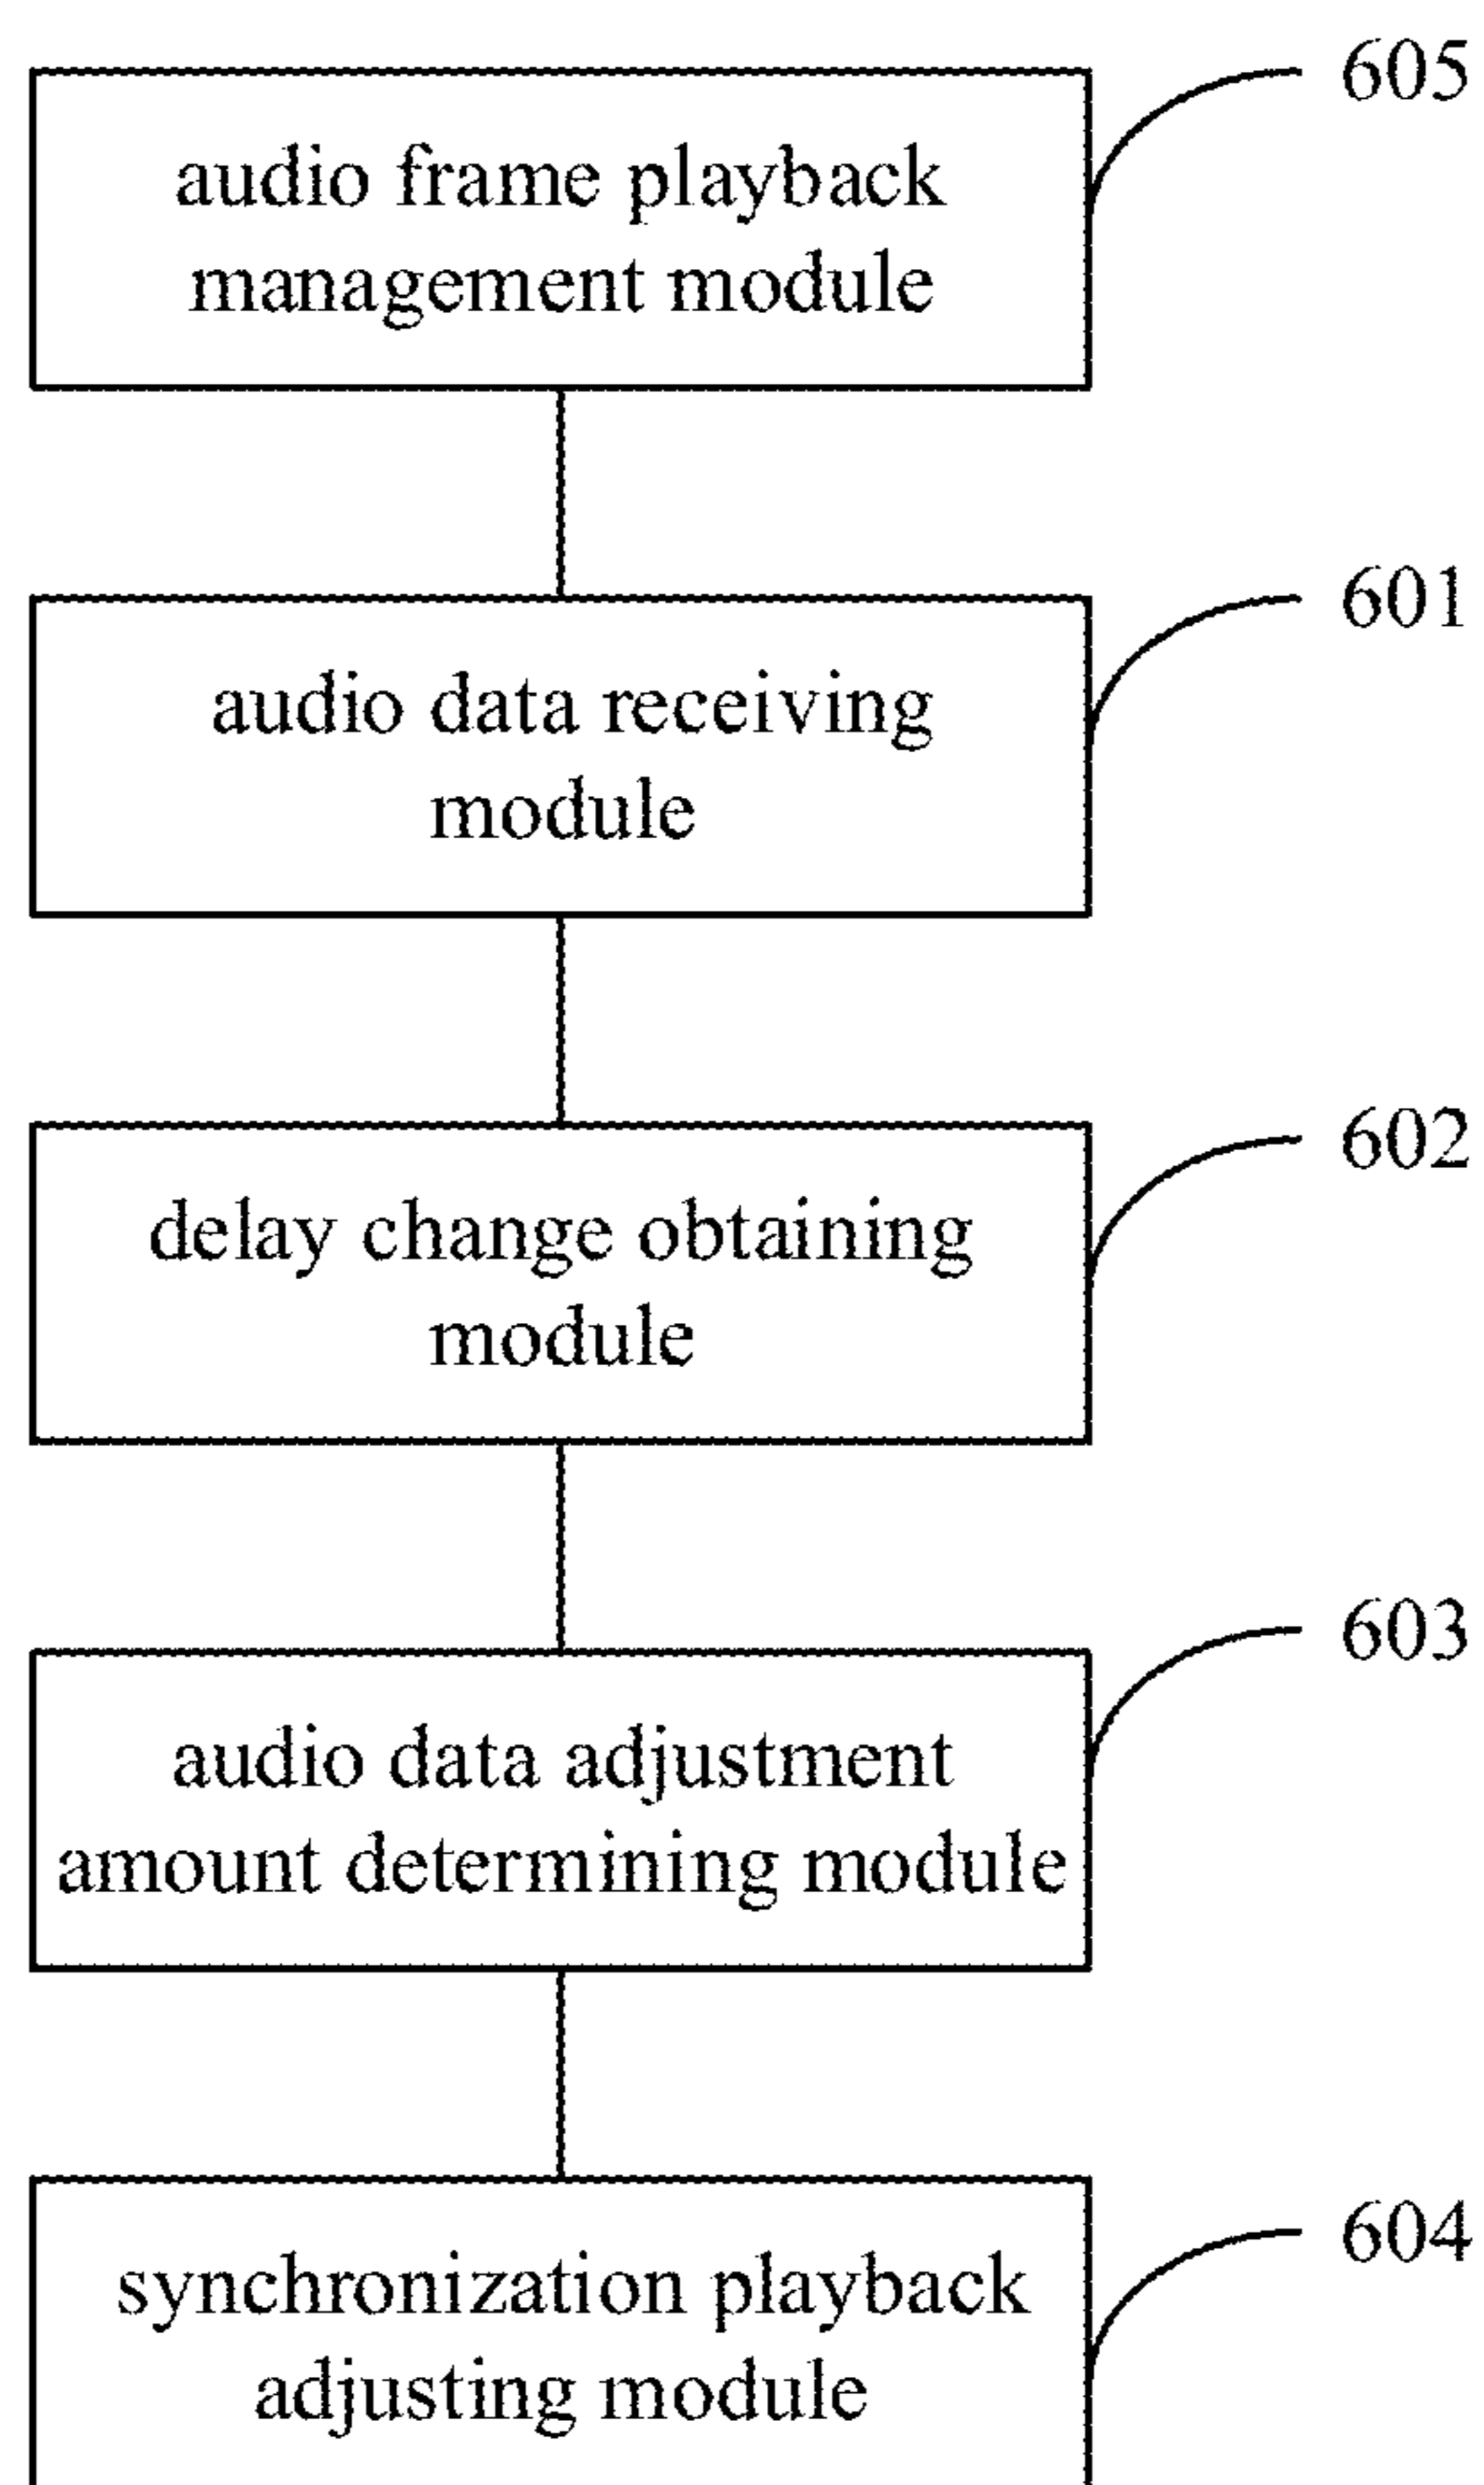 605
audio frame playback
management module
601
audio data receiving
module
602
delay change obtaining
module
603
audio data adjustment
amount determining module
604
synchronization playback
adjusting module